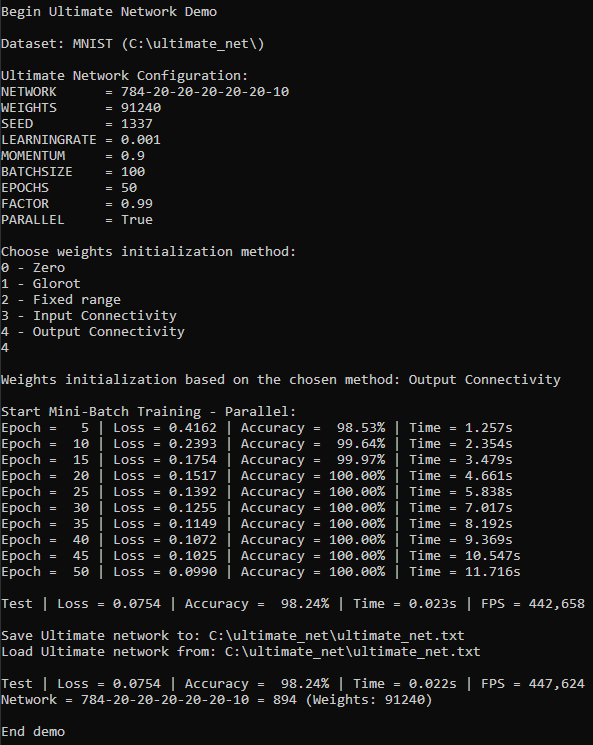 Begin Ultimate Network Demo
Dataset: MNIST (C:\ultimate_net\)
Ultimate Network Configuration:
NETWORK      = 784-20-20-20-20-20-10
WEIGHTS      = 91240
SEED         = 1337
LEARNINGRATE = 0.001
MOMENTUM     = 0.9
BATCHSIZE    = 100
EPOCHS       = 50
FACTOR       = 0.99
PARALLEL     = True
Choose weights initialization method:
0 - Zero
1 - Glorot
2 - Fixed range
3 - Input Connectivity
4 - Output Connectivity
4
Weights initialization based on the chosen method: Output Connectivity
Start Mini-Batch Training - Parallel:
Epoch =   5 | Loss = 0.4162 | Accuracy =  98.53% | Time = 1.257s
Epoch =  10 | Loss = 0.2393 | Accuracy =  99.64% | Time = 2.354s
Epoch =  15 | Loss = 0.1754 | Accuracy =  99.97% | Time = 3.479s
Epoch =  20 | Loss = 0.1517 | Accuracy = 100.00% | Time = 4.661s
Epoch =  25 | Loss = 0.1392 | Accuracy = 100.00% | Time = 5.838s
Epoch =  30 | Loss = 0.1255 | Accuracy = 100.00% | Time = 7.017s
Epoch =  35 | Loss = 0.1149 | Accuracy = 100.00% | Time = 8.192s
Epoch =  40 | Loss = 0.1072 | Accuracy = 100.00% | Time = 9.369s
Epoch =  45 | Loss = 0.1025 | Accuracy = 100.00% | Time = 10.547s
Epoch =  50 | Loss = 0.0990 | Accuracy = 100.00% | Time = 11.716s
Test | Loss = 0.0754 | Accuracy =  98.24% | Time = 0.023s | FPS = 442,658
Save Ultimate network to: C:\ultimate_net\ultimate_net.txt
Load Ultimate network from: C:\ultimate_net\ultimate_net.txt
Test | Loss = 0.0754 | Accuracy =  98.24% | Time = 0.022s | FPS = 447,624
Network = 784-20-20-20-20-20-10 = 894 (Weights: 91240)
End demo